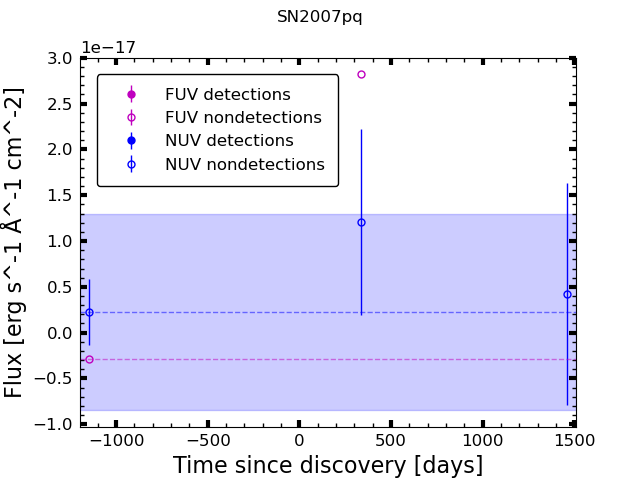 SN2007pq
1e−17
3.0
2.5
2.0
1.5
1.0
0.5
0.0
−0.5
−1.0
Flux [erg s^-1 Å^-1 cm^-2]
FUV detections
FUV nondetections
NUV detections
NUV nondetections
−1000 −500 0 500 1000 1500
Time since discovery [days]